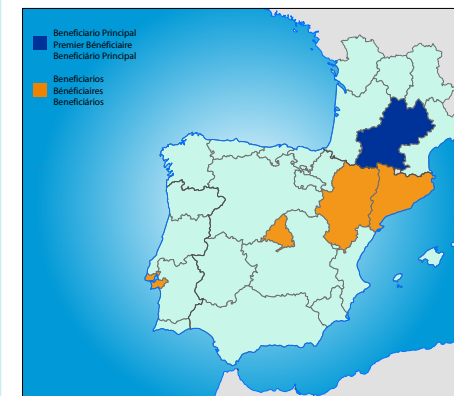 Beneficiario Principal
Premier Bénéficiaire
Beneficiário Principal
Beneficiarios
Bénéficiaires
Beneficiários